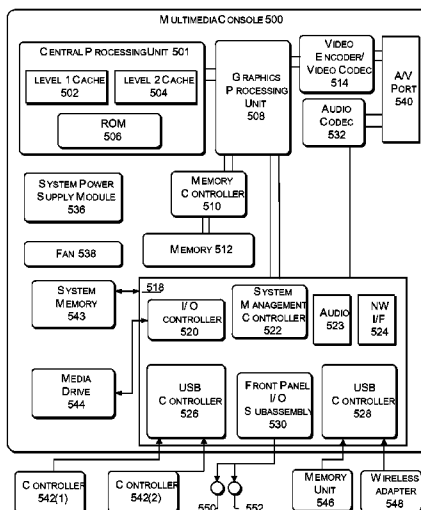 MULTIMEDIA CONSOLE 500
CENTRAL PROCESSING UNIT 501
LEVEL 1 CACHE
502
LEVEL 2 CACHE
504
ROM
506
GRAPHICS
PROCESSING
UNIT
508
VIDEO
ENCODER/
VIDEO CODEC
514
AUDIO
CODEC
532
A/V
PORT
540
SYSTEM POWER
SUPPLY MODULE
536
MEMORY
CONTROLLER
510
FAN 538
MEMORY 512
SYSTEM
MEMORY
543
518
I/O
CONTROLLER
520
SYSTEM
MANAGEMENT
CONTROLLER
522
AUDIO
523
NW
I/F
524
MEDIA
DRIVE
544
USB
CONTROLLER
526
FRONT PANEL
I/O
SUBASSEMBLY
530
USB
CONTROLLER
528
CONTROLLER
542(1)
CONTROLLER
542(2)
550
552
MEMORY
UNIT
546
WIRELESS
ADAPTER
548